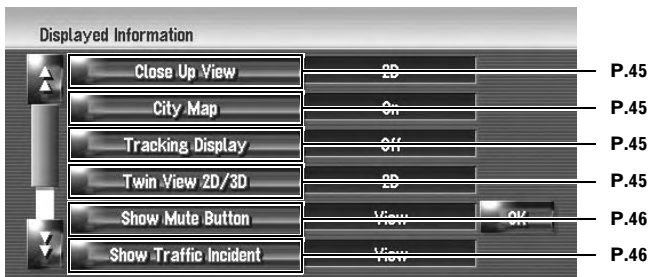 Displayed Information
Close Up View 2D P.45
City Map On P.45
Tracking Display Off P.45
Twin View 2D/3D 2D P.45
Show Mute Button View OK P.46
Show Traffic Incident View P.46